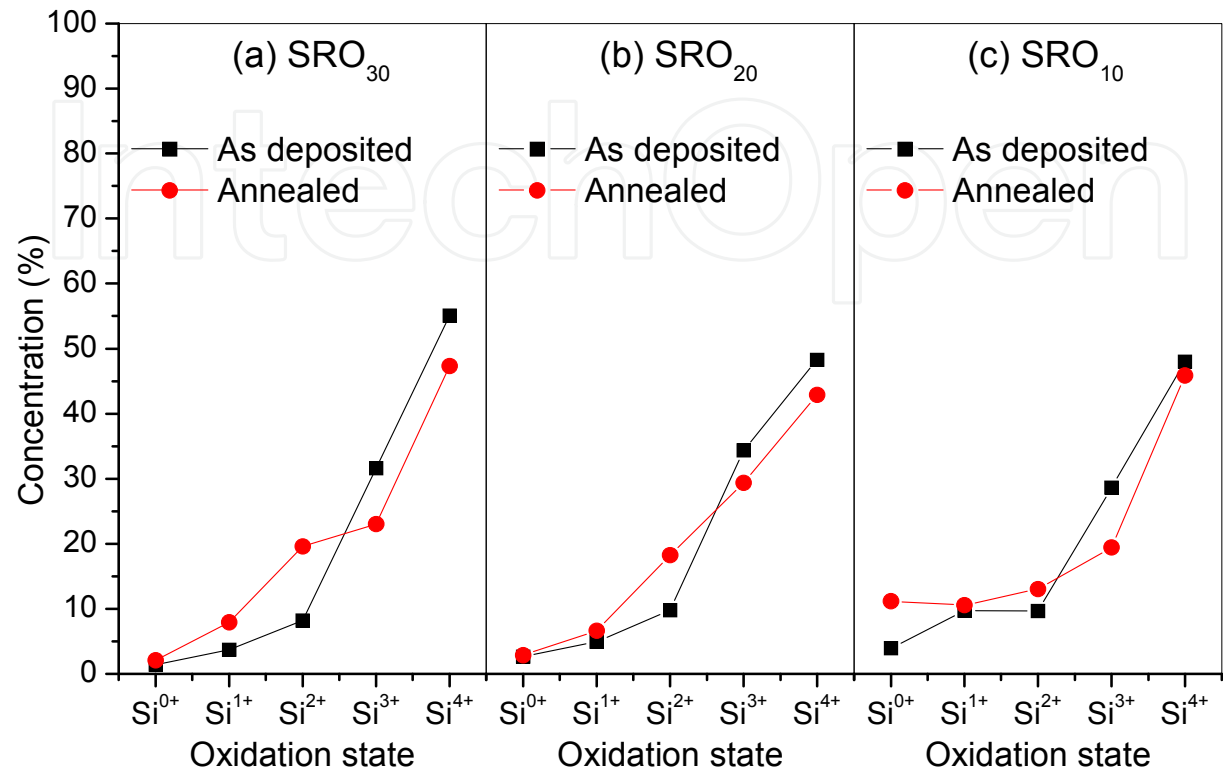 100
90
80
70
60
50
40
30
20
10
0
Concentration (%)
(a) SRO₃₀
As deposited
Annealed
Si⁰⁺ Si¹⁺ Si²⁺ Si³⁺ Si⁴⁺
Oxidation state
(b) SRO₂₀
As deposited
Annealed
Si⁰⁺ Si¹⁺ Si²⁺ Si³⁺ Si⁴⁺
Oxidation state
(c) SRO₁₀
As deposited
Annealed
Si⁰⁺ Si¹⁺ Si²⁺ Si³⁺ Si⁴⁺
Oxidation state
IntechOpen